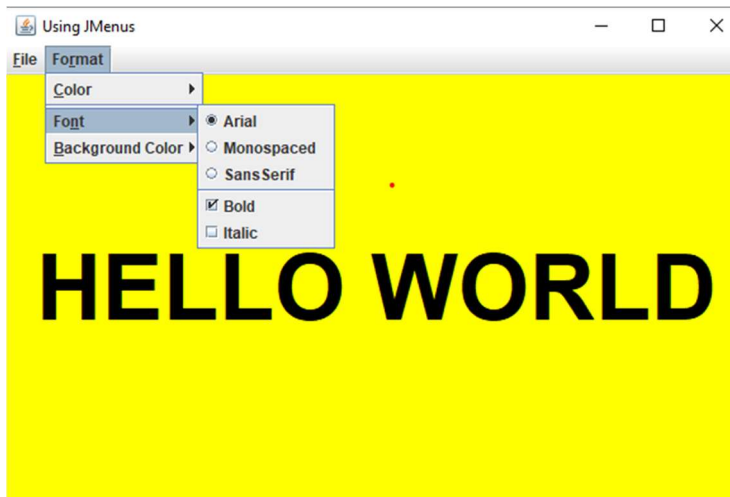 Using JMenus
File Format
Color
Font
Background Color
Arial
Monospaced
SansSerif
Bold
Italic
HELLO WORLD